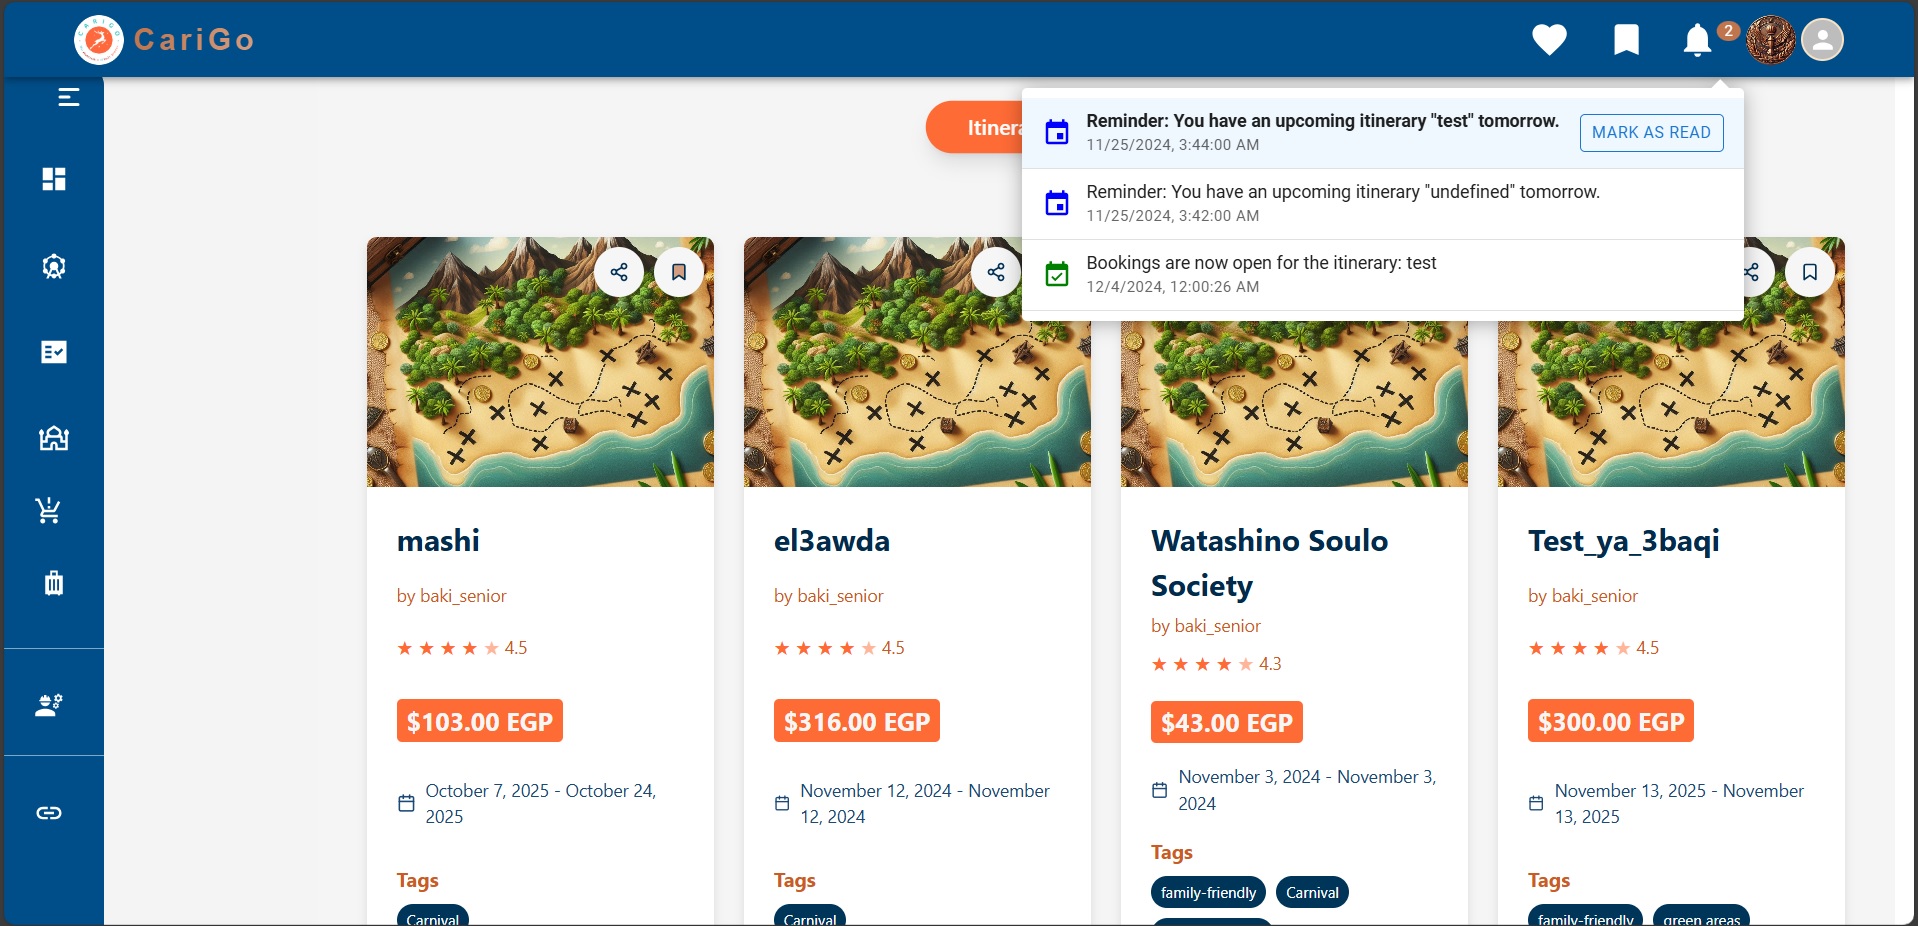 CariGo
2
Itinera
Reminder: You have an upcoming itinerary "test" tomorrow.
11/25/2024, 3:44:00 AM
MARK AS READ
Reminder: You have an upcoming itinerary "undefined" tomorrow.
11/25/2024, 3:42:00 AM
Bookings are now open for the itinerary: test
12/4/2024, 12:00:26 AM
mashi
by baki_senior
4.5
$103.00 EGP
October 7, 2025 - October 24,
2025
Tags
Carnival
el3awda
by baki_senior
4.5
$316.00 EGP
November 12, 2024 - November
12, 2024
Tags
Carnival
Watashino Soulo
Society
by baki_senior
4.3
$43.00 EGP
November 3, 2024 - November 3,
2024
Tags
family-friendly
Carnival
Test_ya_3baqi
by baki_senior
4.5
$300.00 EGP
November 13, 2025 - November
13, 2025
Tags
family-friendly
green areas